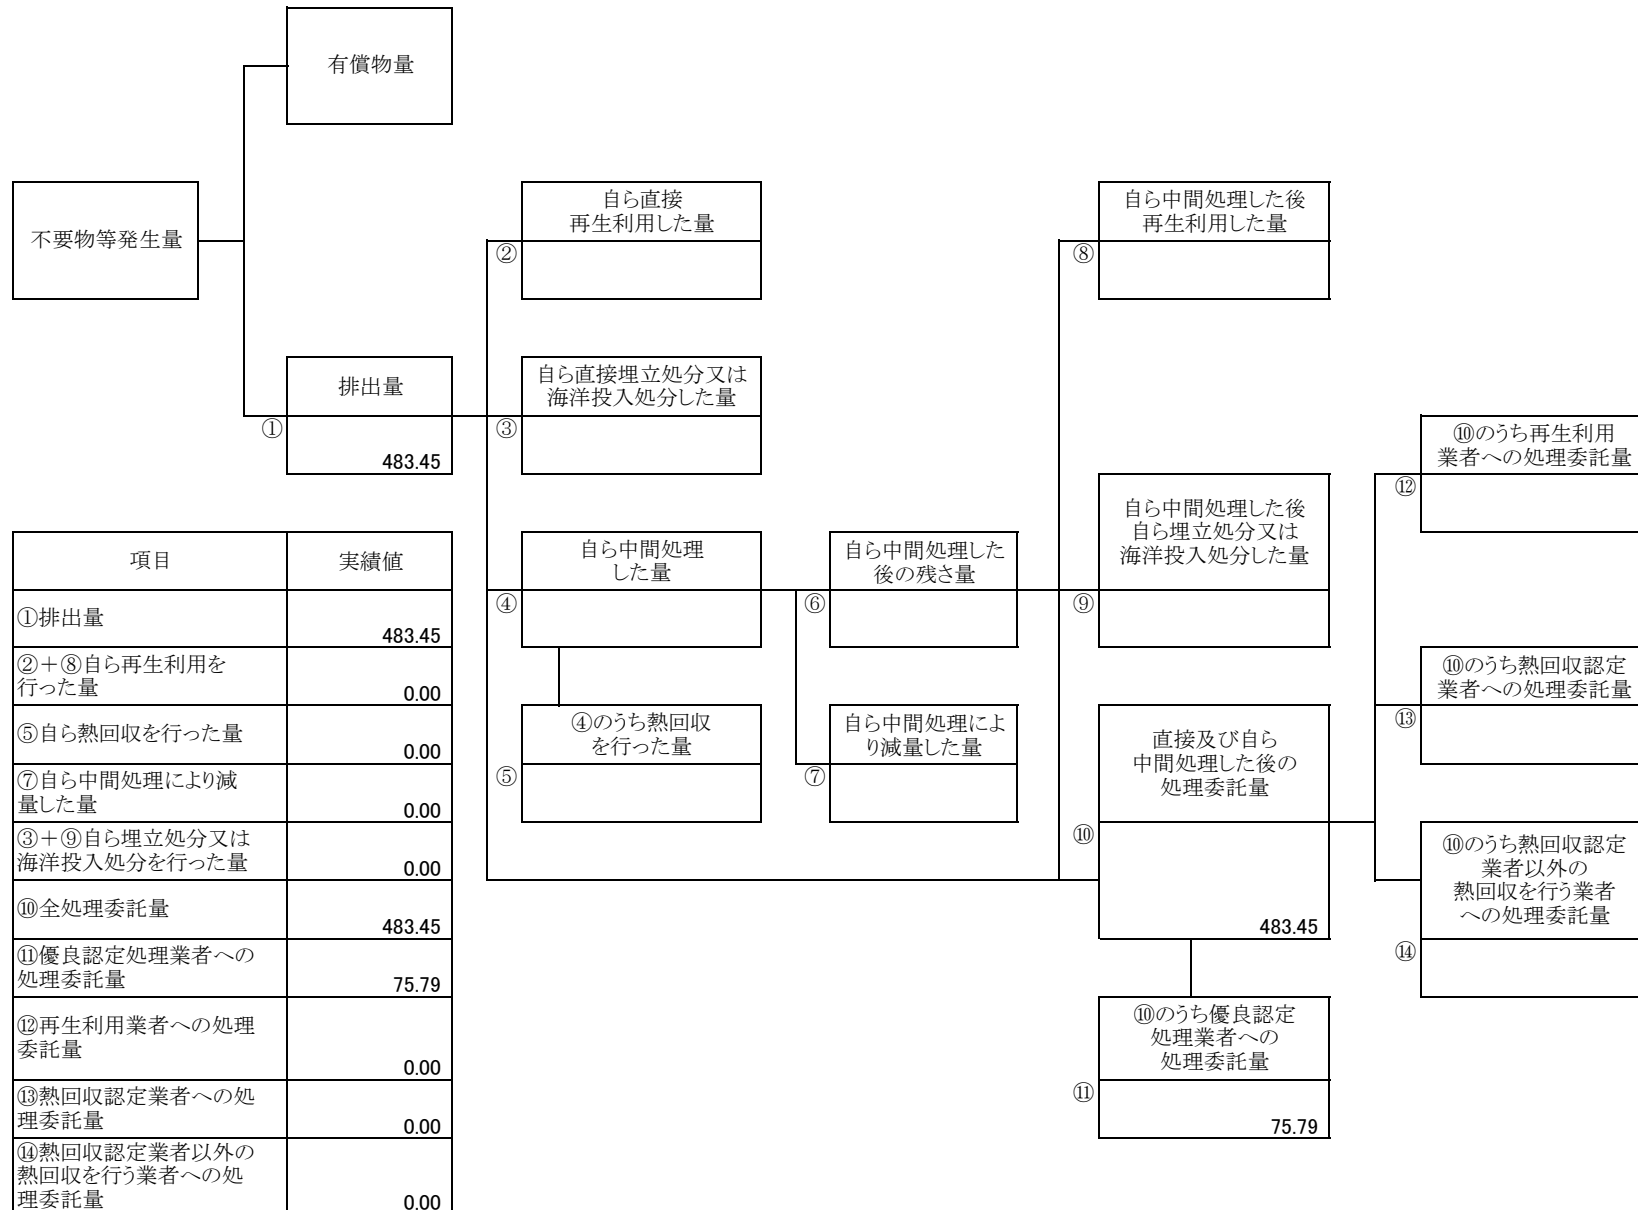 有償物量
不要物等発生量
自ら直接
再生利用した量
②
自ら中間処理した後
再生利用した量
⑧
排出量
①
483.45
自ら直接埋立処分又は
海洋投入処分した量
③
⑩のうち再生利用
業者への処理委託量
⑫
自ら中間処理した後
自ら埋立処分又は
海洋投入処分した量
⑨
自ら中間処理
した量
④
自ら中間処理した
後の残さ量
⑥
⑩のうち熱回収認定
業者への処理委託量
⑬
④のうち熱回収
を行った量
⑤
自ら中間処理によ
り減量した量
⑦
直接及び自ら
中間処理した後の
処理委託量
⑩
483.45
⑩のうち熱回収認定
業者以外の
熱回収を行う業者
への処理委託量
⑭
⑩のうち優良認定
処理業者への
処理委託量
⑪
75.79
項目
実績値
①排出量
483.45
②＋⑧自ら再生利用を
行った量
0.00
⑤自ら熱回収を行った量
0.00
⑦自ら中間処理により減
量した量
0.00
③＋⑨自ら埋立処分又は
海洋投入処分を行った量
0.00
⑩全処理委託量
483.45
⑪優良認定処理業者への
処理委託量
75.79
⑫再生利用業者への処理
委託量
0.00
⑬熱回収認定業者への処
理委託量
0.00
⑭熱回収認定業者以外の
熱回収を行う業者への処
理委託量
0.00